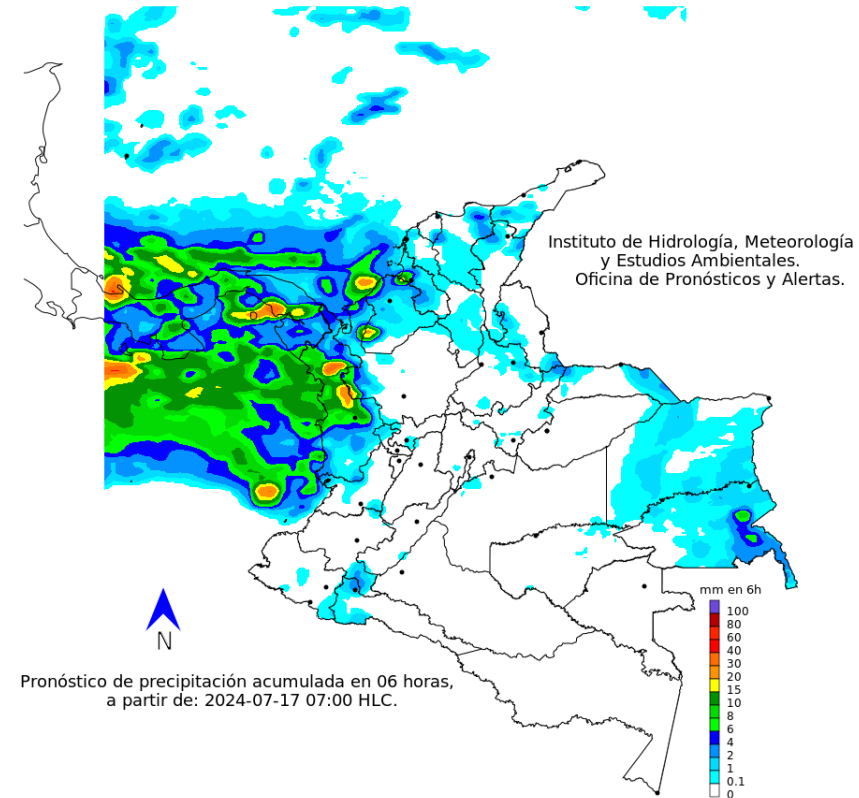 Instituto de Hidrología, Meteorología
y Estudios Ambientales.
Oficina de Pronósticos y Alertas.
mm en 6h
100
80
60
40
30
20
15
10
8
6
4
2
1
0.1
0
N
Pronóstico de precipitación acumulada en 06 horas,
a partir de: 2024-07-17 07:00 HLC.